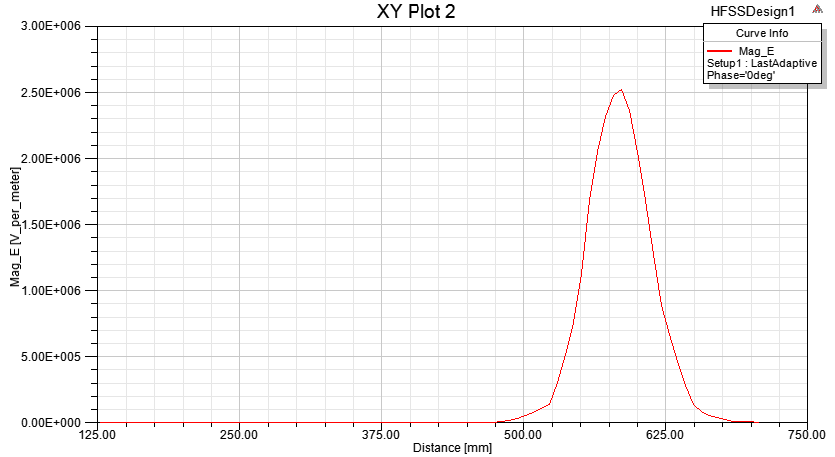 XY Plot 2
HFSSDesign1
Curve Info
Mag_E
Setup1 : LastAdaptive
Phase='0deg'
3.00E+006
2.50E+006
2.00E+006
1.50E+006
1.00E+006
5.00E+005
0.00E+000
Mag_E [V_per_meter]
125.00 250.00 375.00 500.00 625.00 750.00
Distance [mm]